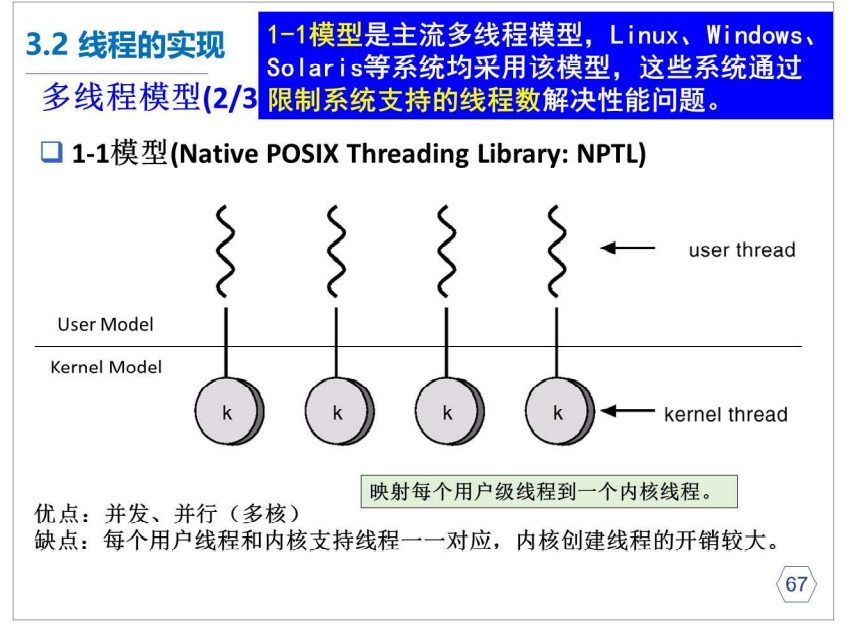 3.2 线程的实现
1-1模型是主流多线程模型，Linux、Windows、
Solaris等系统均采用该模型，这些系统通过
限制系统支持的线程数解决性能问题。
多线程模型(2/3
1-1模型(Native POSIX Threading Library: NPTL)
user thread
User Model
Kernel Model
k k k k
kernel thread
映射每个用户级线程到一个内核线程。
优点：并发、并行（多核）
缺点：每个用户线程和内核支持线程一一对应，内核创建线程的开销较大。
67